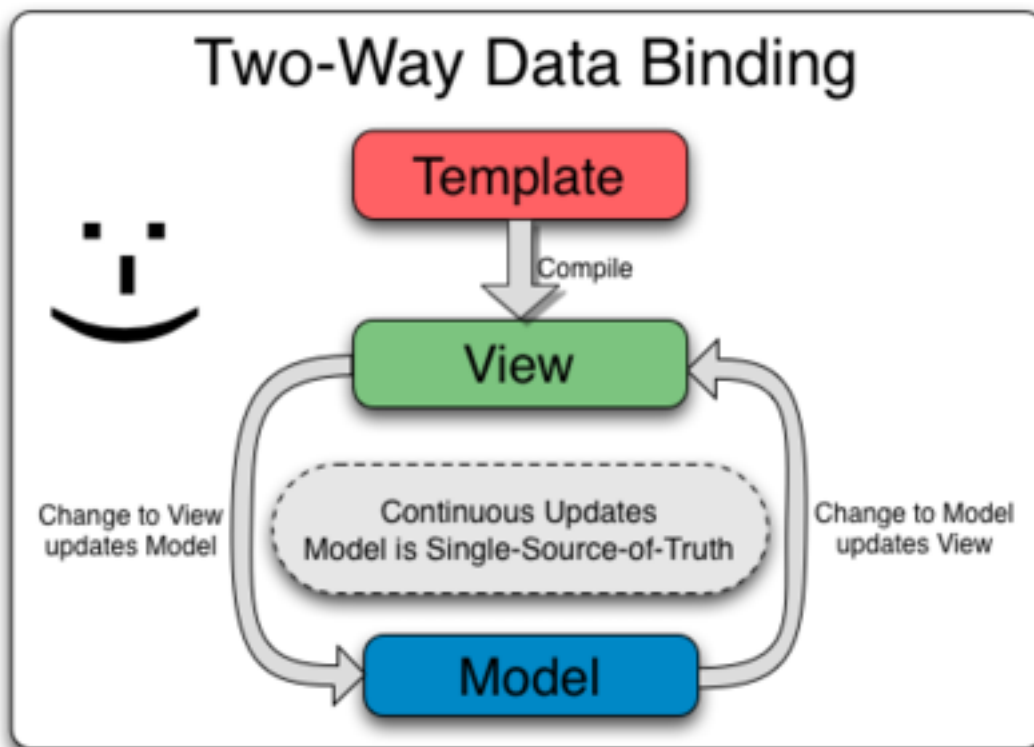 Two-Way Data Binding
Template
Compile
View
Change to View
updates Model
Continuous Updates
Model is Single-Source-of-Truth
Change to Model
updates View
Model